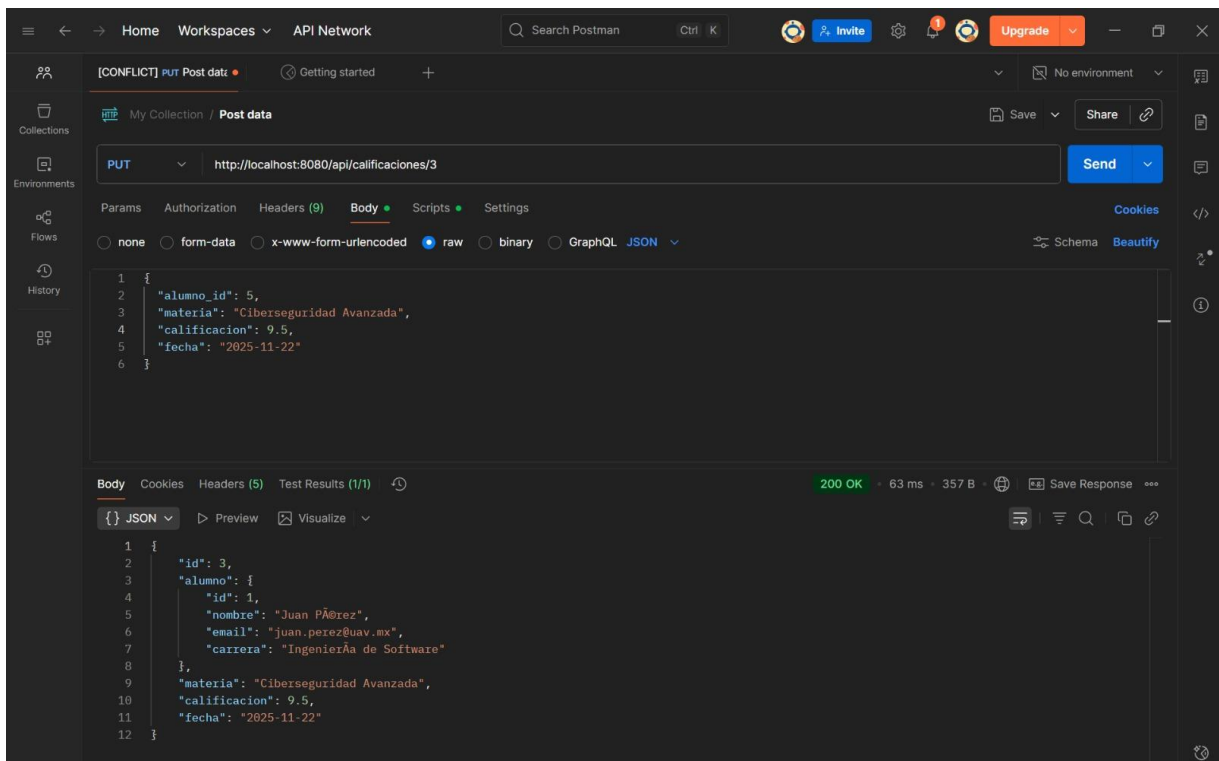 Home Workspaces API Network Search Postman Ctrl K Invite 1 Upgrade
[CONFLICT] PUT Post data Getting started No environment
HTTP My Collection / Post data Save Share
Collections
PUT http://localhost:8080/api/calificaciones/3 Send
Environments
Params Authorization Headers (9) Body Scripts Settings Cookies
Flows
none form-data x-www-form-urlencoded raw binary GraphQL JSON Schema Beautify
History
1 {
2 "alumno_id": 5,
3 "materia": "Ciberseguridad Avanzada",
4 "calificacion": 9.5,
5 "fecha": "2025-11-22"
6 }
Body Cookies Headers (5) Test Results (1/1) 200 OK 63 ms 357 B e.g. Save Response
{} JSON Preview Visualize
1 {
2 "id": 3,
3 "alumno": {
4 "id": 1,
5 "nombre": "Juan PÃ©rez",
6 "email": "juan.perez@uav.mx",
7 "carrera": "IngenierÃa de Software"
8 },
9 "materia": "Ciberseguridad Avanzada",
10 "calificacion": 9.5,
11 "fecha": "2025-11-22"
12 }